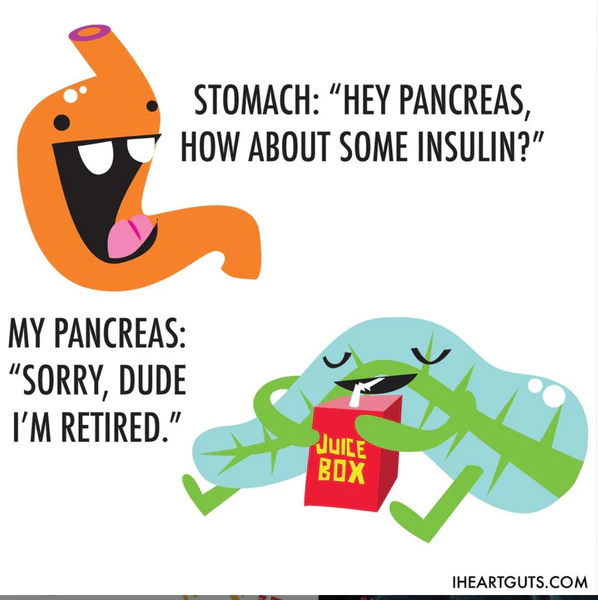 STOMACH: “HEY PANCREAS,
HOW ABOUT SOME INSULIN?”
MY PANCREAS:
“SORRY, DUDE
I’M RETIRED.”
JUICE
BOX
IHEARTGUTS.COM